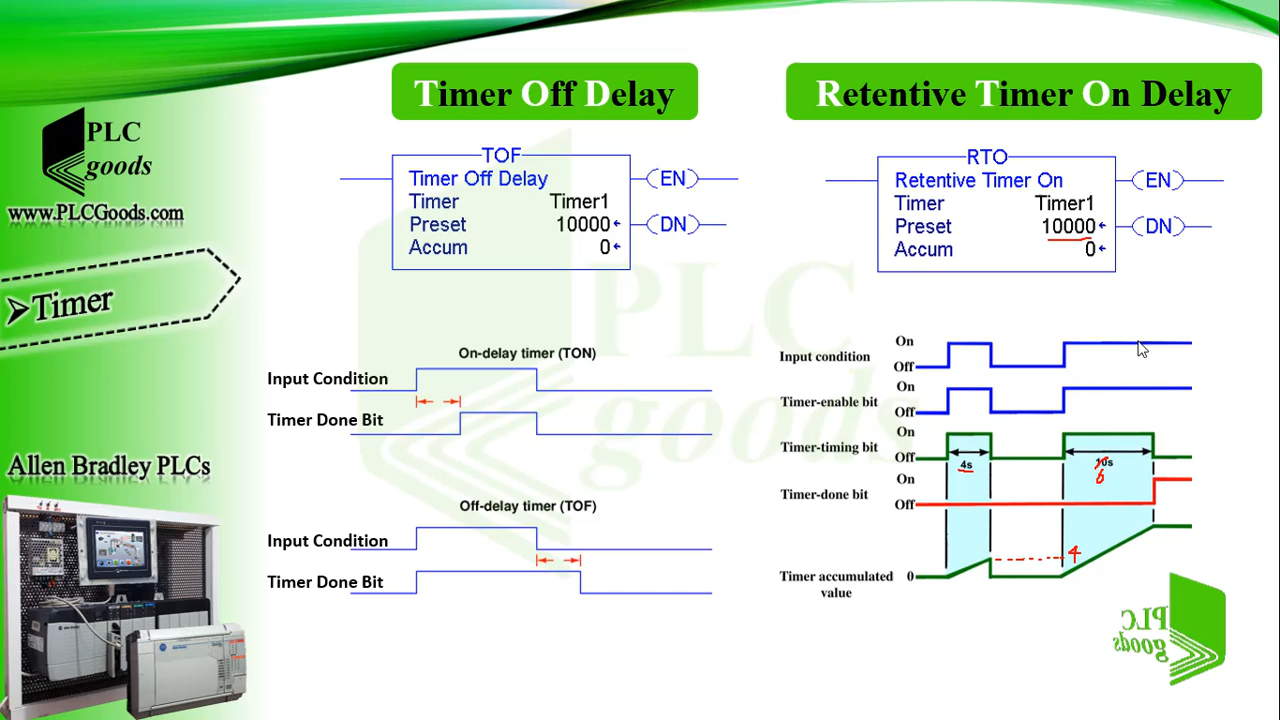 Timer Off Delay
Retentive Timer On Delay
PLC
goods
www.PLCGoods.com
Timer
Allen Bradley PLCs
TOF
Timer Off Delay
Timer Timer1
Preset 10000
Accum 0
EN
DN
RTO
Retentive Timer On
Timer Timer1
Preset 10000
Accum 0
EN
DN
PLC
goods
On-delay timer (TON)
Input Condition
Timer Done Bit
Off-delay timer (TOF)
Input Condition
Timer Done Bit
Input condition
On
Off
Timer-enable bit
On
Off
Timer-timing bit
On
Off
4s
10s
6
Timer-done bit
On
Off
4
Timer accumulated
value
0
PLC
goods